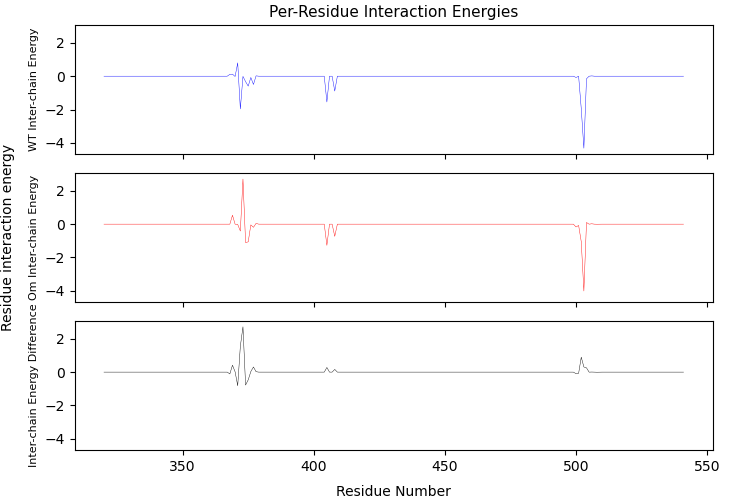 Per-Residue Interaction Energies
Residue interaction energy
WT Inter-chain Energy
2
0
−2
−4
Om Inter-chain Energy
2
0
−2
−4
Inter-chain Energy Difference
2
0
−2
−4
350
400
450
500
550
Residue Number